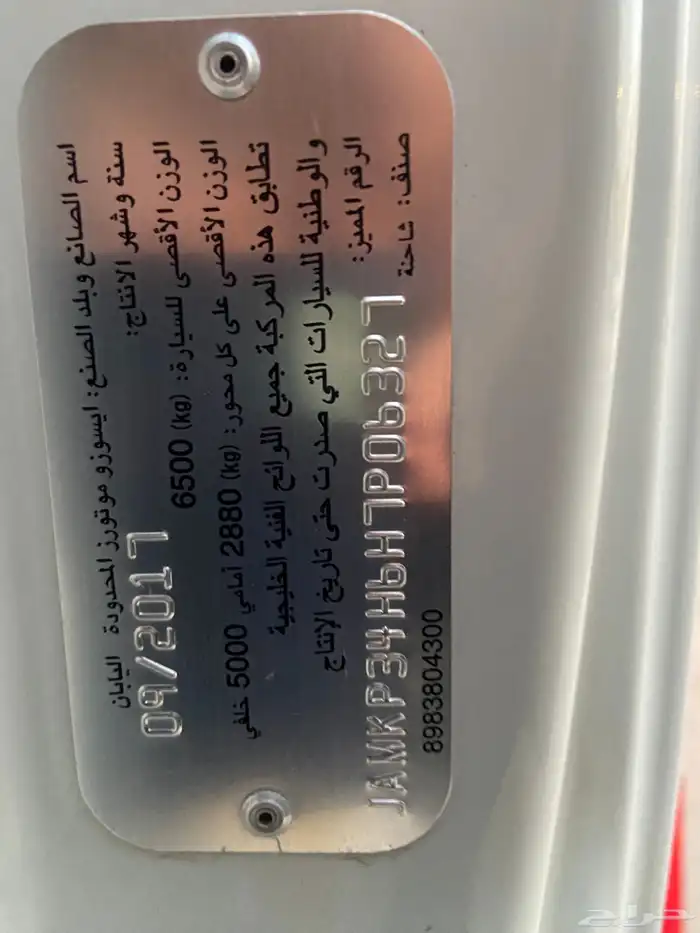 اسم الصانع وبلد الصنع: ايسوزو موتورز المحدودة اليابان
سنة وشهر الانتاج: 09/2017
الوزن الأقصى للسيارة: 6500 (kg)
الوزن الأقصى على كل محور: 2880 (kg) أمامي 5000 خلفي
تطابق هذه المركبة جميع اللوائح الفنية الخليجية
والوطنية للسيارات التي صدرت حتى تاريخ الإنتاج
الرقم المميز: JAMKP34H6H7P06327
صنف: شاحنة 8983804300
حراج